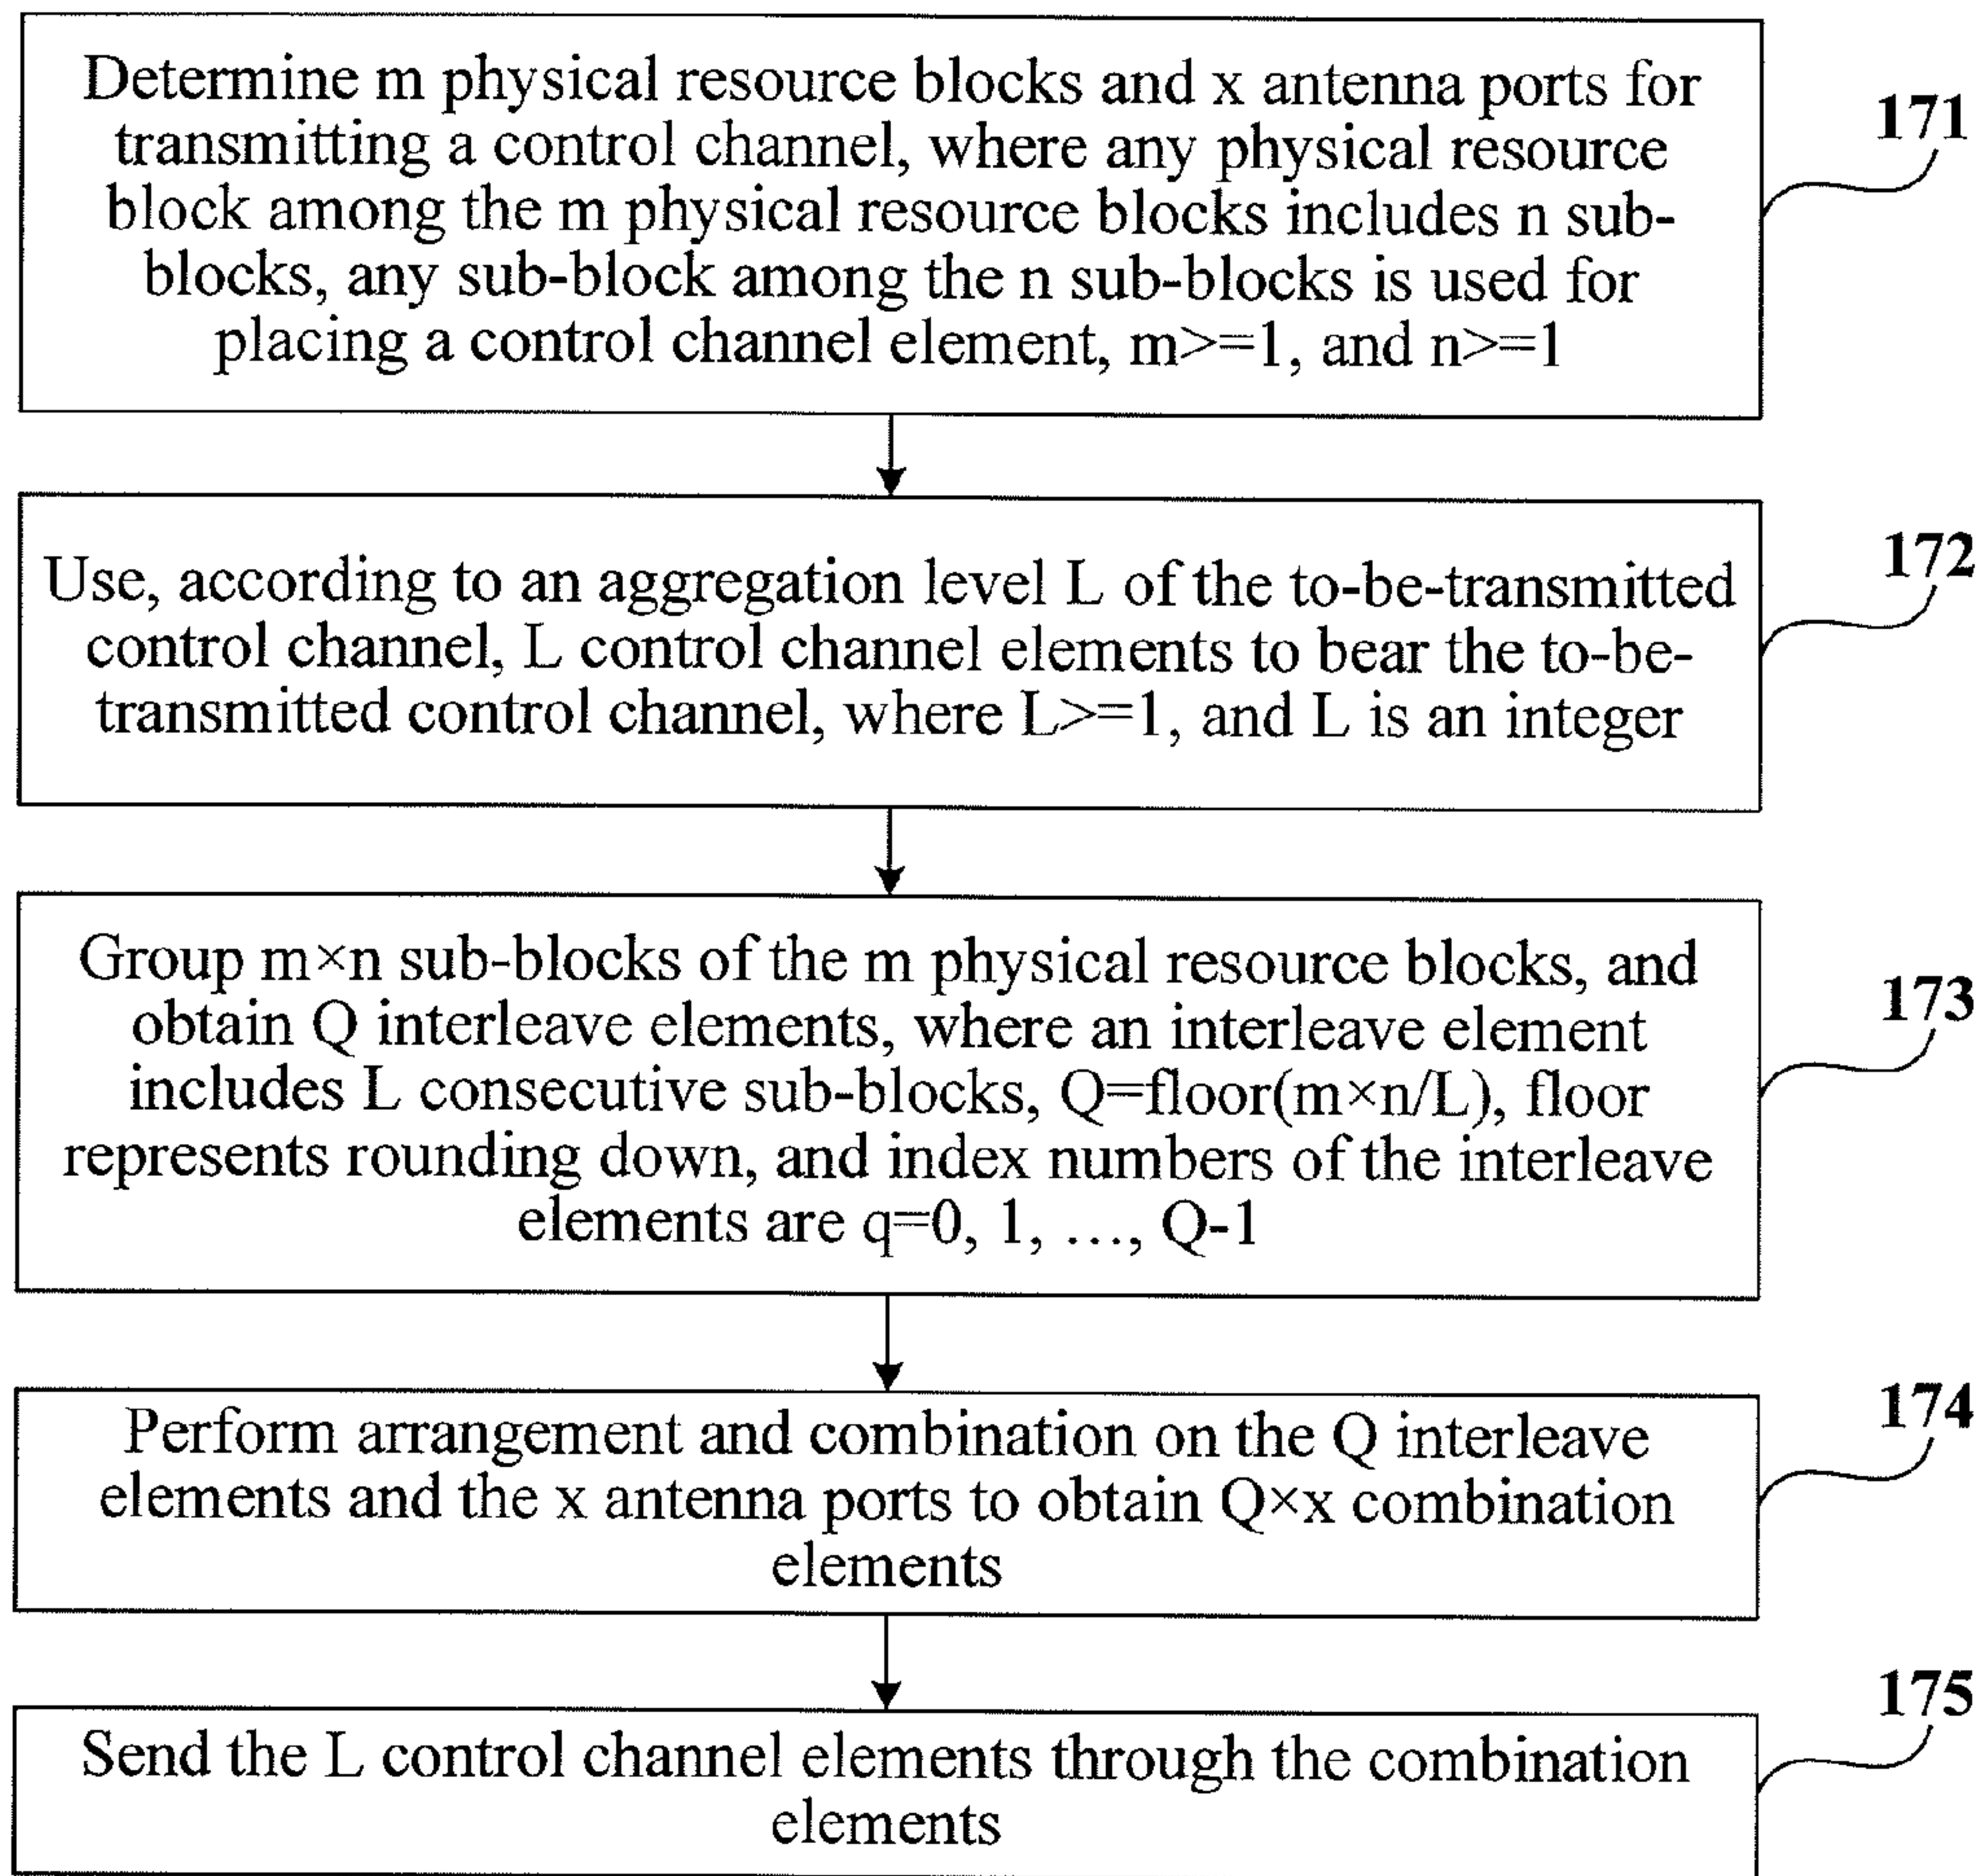 Determine m physical resource blocks and x antenna ports for
transmitting a control channel, where any physical resource
block among the m physical resource blocks includes n sub-
blocks, any sub-block among the n sub-blocks is used for
placing a control channel element, m>=1, and n>=1
171
Use, according to an aggregation level L of the to-be-transmitted
control channel, L control channel elements to bear the to-be-
transmitted control channel, where L>=1, and L is an integer
172
Group m×n sub-blocks of the m physical resource blocks, and
obtain Q interleave elements, where an interleave element
includes L consecutive sub-blocks, Q=floor(m×n/L), floor
represents rounding down, and index numbers of the interleave
elements are q=0, 1, …, Q-1
173
Perform arrangement and combination on the Q interleave
elements and the x antenna ports to obtain Q×x combination
elements
174
Send the L control channel elements through the combination
elements
175